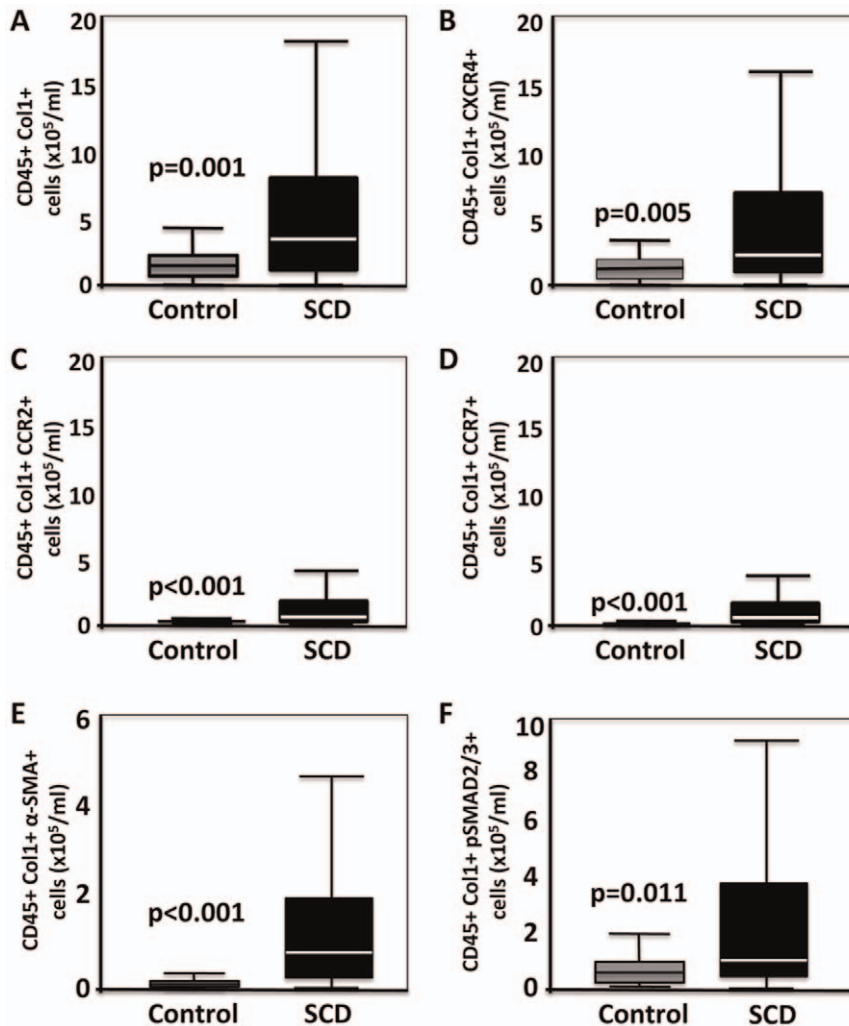 A
CD45+ Col1+
cells (x10⁵/ml)
20
15
10
5
0
p=0.001
Control
SCD
B
CD45+ Col1+ CXCR4+
cells (x10⁵/ml)
20
15
10
5
0
p=0.005
Control
SCD
C
CD45+ Col1+ CCR2+
cells (x10⁵/ml)
20
15
10
5
0
p<0.001
Control
SCD
D
CD45+ Col1+ CCR7+
cells (x10⁵/ml)
20
15
10
5
0
p<0.001
Control
SCD
E
CD45+ Col1+ α-SMA+
cells (x10⁵/ml)
6
4
2
0
p<0.001
Control
SCD
F
CD45+ Col1+ pSMAD2/3+
cells (x10⁵/ml)
10
8
6
4
2
0
p=0.011
Control
SCD